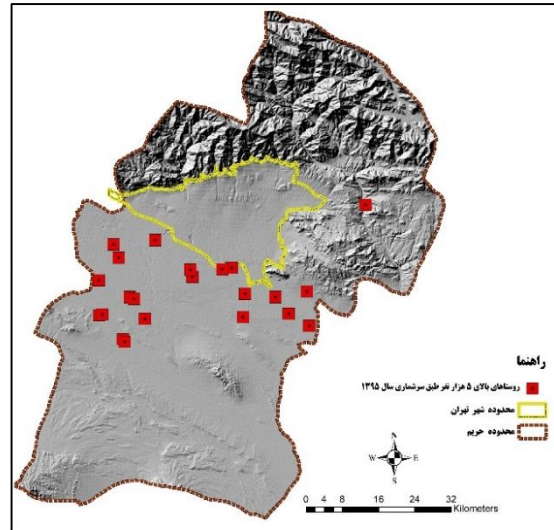 راهنما
روستاهای بالای ۵ هزار نفر طبق سرشماری سال ۱۳۹۵
محدوده شهر تهران
محدوده حریم
N
W E
S
0 4 8 16 24 32
Kilometers